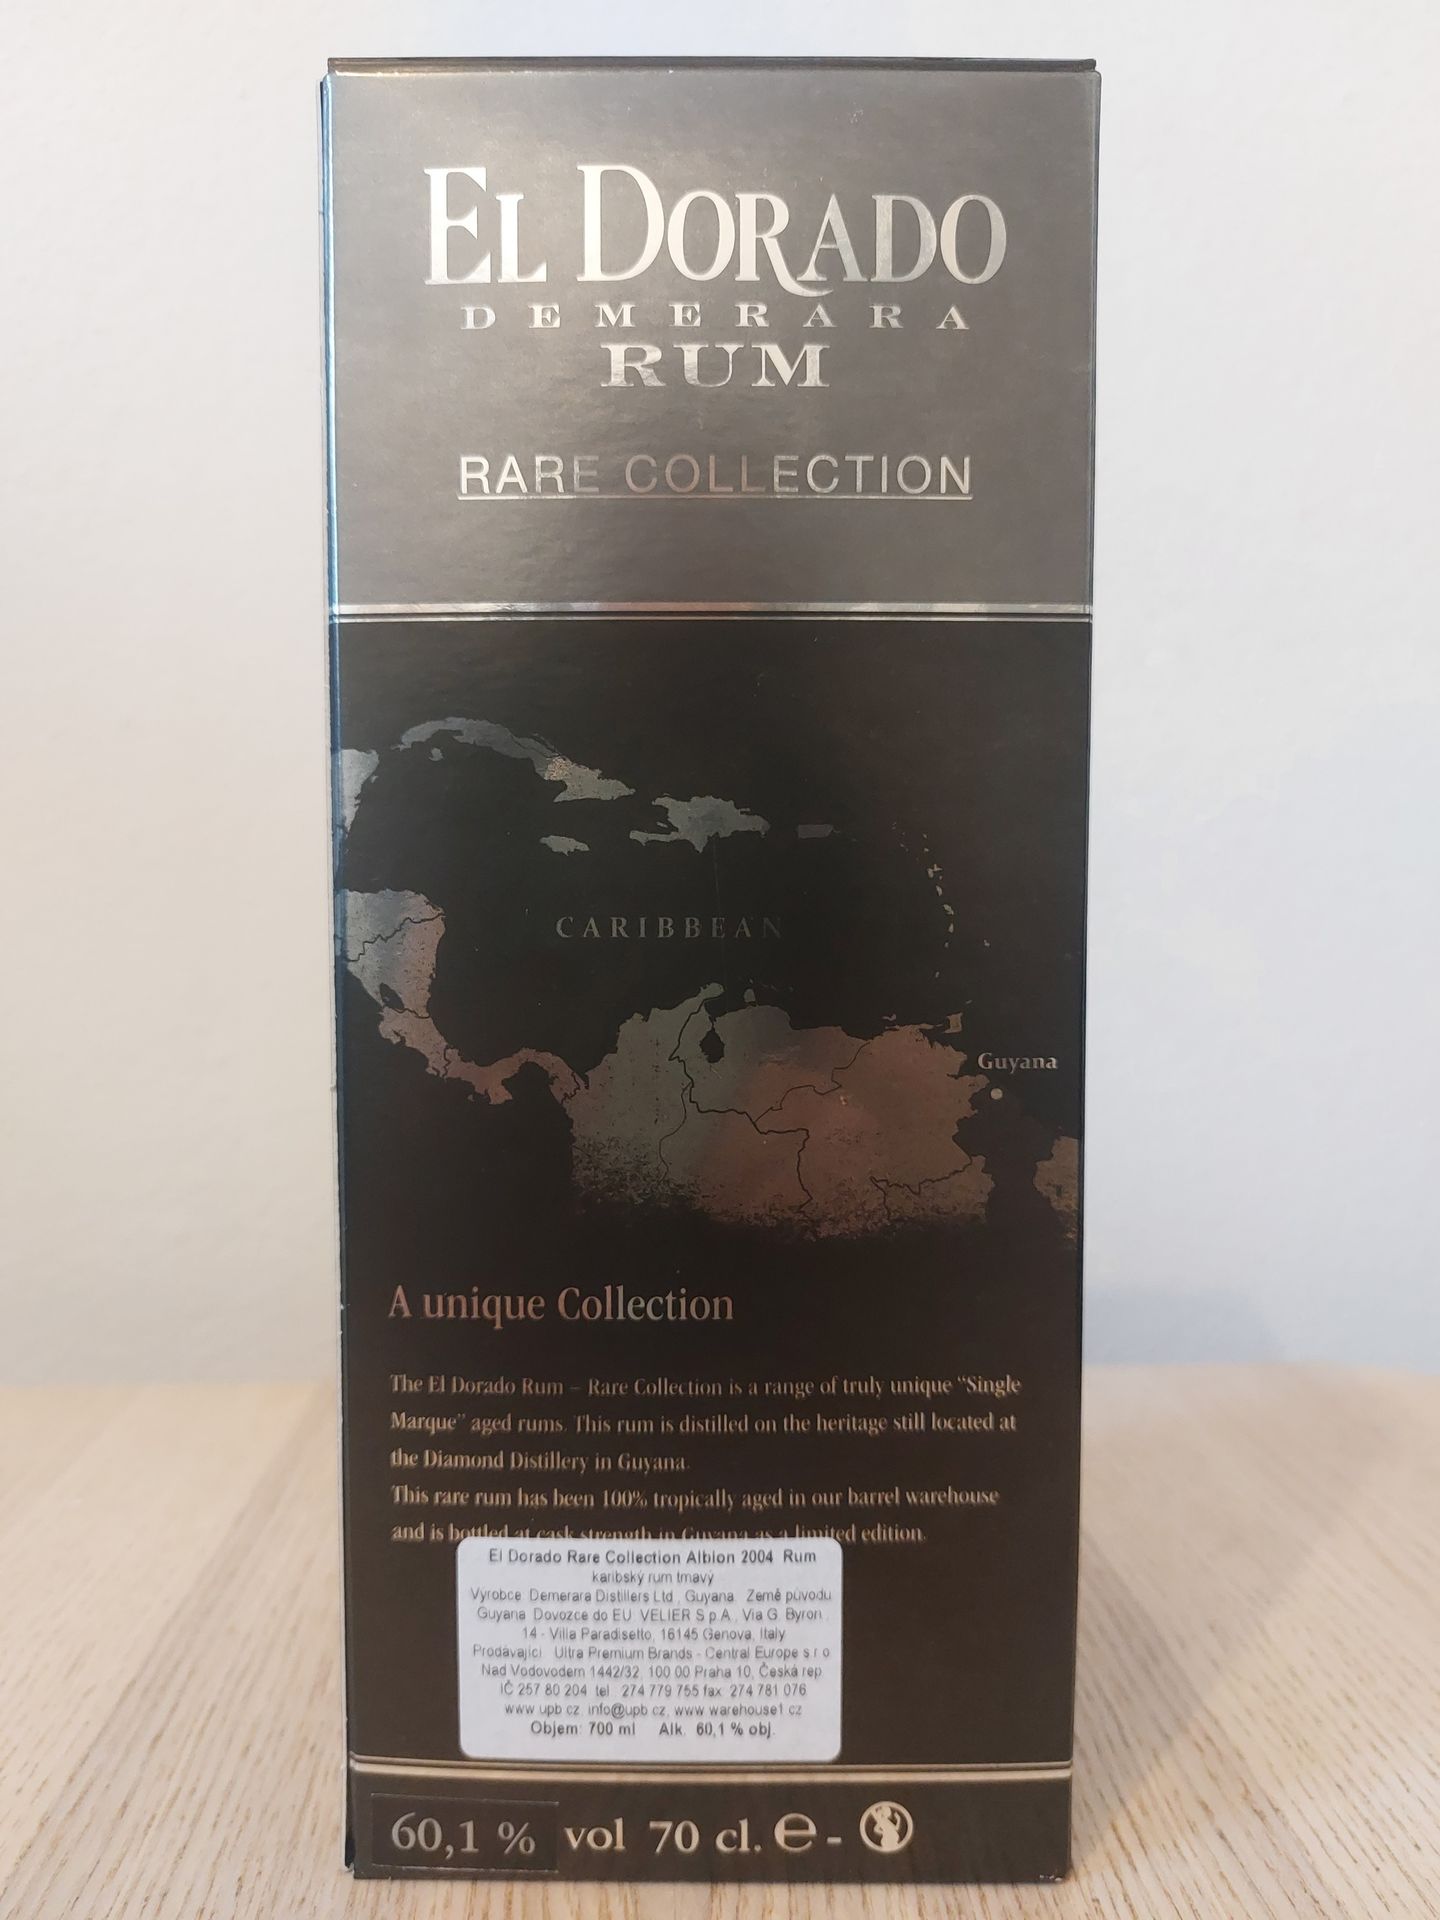 EL DORADO
DEMERARA
RUM
RARE COLLECTION
CARIBBEAN
Guyana
A unique Collection
The El Dorado Rum – Rare Collection is a range of truly unique “Single
Marque” aged rums. This rum is distilled on the heritage still located at
the Diamond Distillery in Guyana.
This rare rum has been 100% tropically aged in our barrel warehouse
and is bottled at cask strength in Guyana as a limited edition.
El Dorado Rare Collection Albion 2004 Rum
karibský rum tmavý
Výrobce Demerara Distillers Ltd., Guyana. Země původu
Guyana Dovozce do EU: VELIER S.p.A., Via G. Byron,
14 - Villa Paradisetto, 16145 Genova, Italy
Prodávající: Ultra Premium Brands - Central Europe s.r.o
Nad Vodovodem 1442/32, 100 00 Praha 10, Česká rep.
IČ 257 80 204 tel. 274 779 755 fax 274 781 076
www.upb.cz, info@upb.cz, www.warehouse1.cz
Objem: 700 ml Alk. 60,1 % obj.
60,1 % vol 70 cl. ℮ -